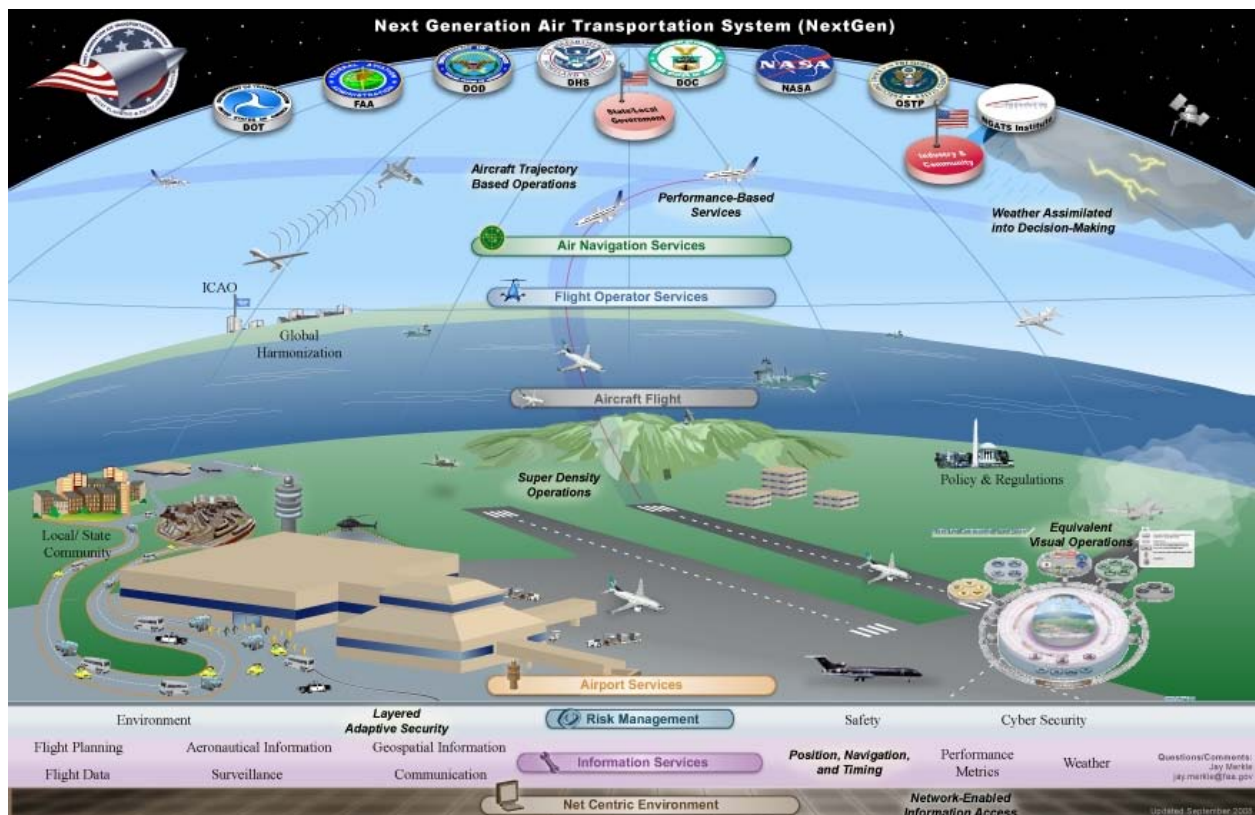 Next Generation Air Transportation System (NextGen)
DOT
FAA
DOD
DHS
DOC
NASA
OSTP
NGATS Institute
State/Local
Government
Industry &
Community
NASA
Aircraft Trajectory
Based Operations
Performance-Based
Services
Weather Assimilated
into Decision-Making
Air Navigation Services
ICAO
Flight Operator Services
Global
Harmonization
Aircraft Flight
Super Density
Operations
Policy & Regulations
Local/ State
Community
Equivalent
Visual Operations
Airport Services
Environment
Layered
Adaptive Security
Risk Management
Safety
Cyber Security
Flight Planning
Aeronautical Information
Geospatial Information
Flight Data
Surveillance
Communication
Information Services
Position, Navigation,
and Timing
Performance
Metrics
Weather
Questions/Comments:
Jay Merkle
jay.merkle@faa.gov
Net Centric Environment
Network-Enabled
Information Access
Updated September 2008